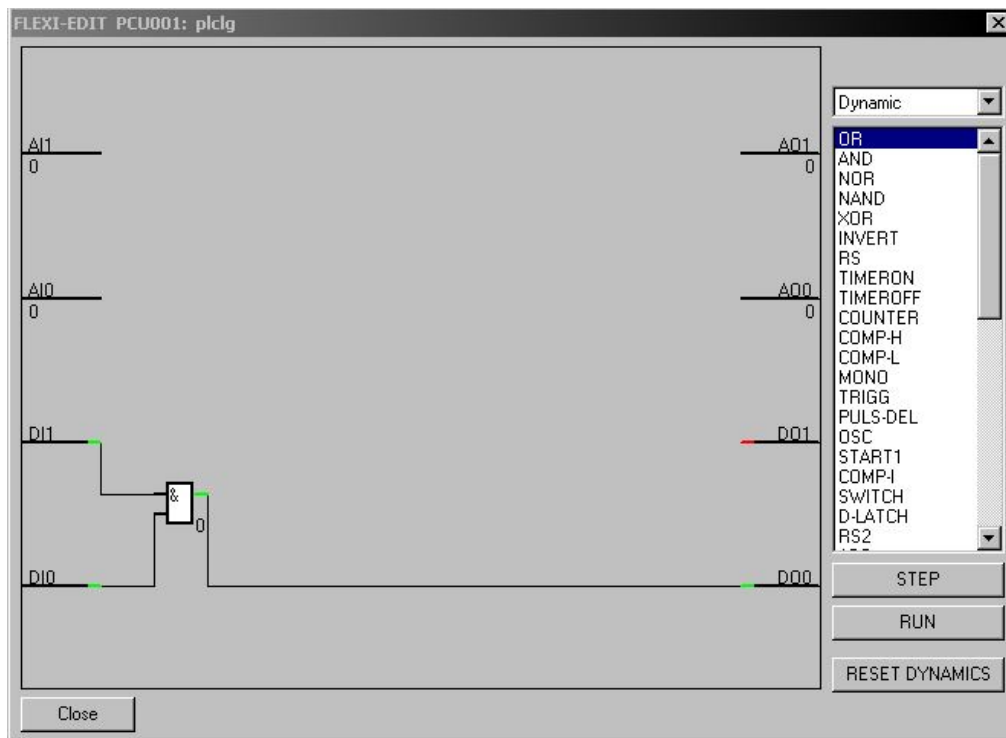 FLEXI-EDIT PCU001: plclg
AI1
0
AO1
0
AI0
0
AO0
0
DI1
DO1
&
0
DI0
DO0
Dynamic
OR
AND
NOR
NAND
XOR
INVERT
RS
TIMERON
TIMEROFF
COUNTER
COMP-H
COMP-L
MONO
TRIGG
PULS-DEL
OSC
START1
COMP-I
SWITCH
D-LATCH
RS2
STEP
RUN
RESET DYNAMICS
Close